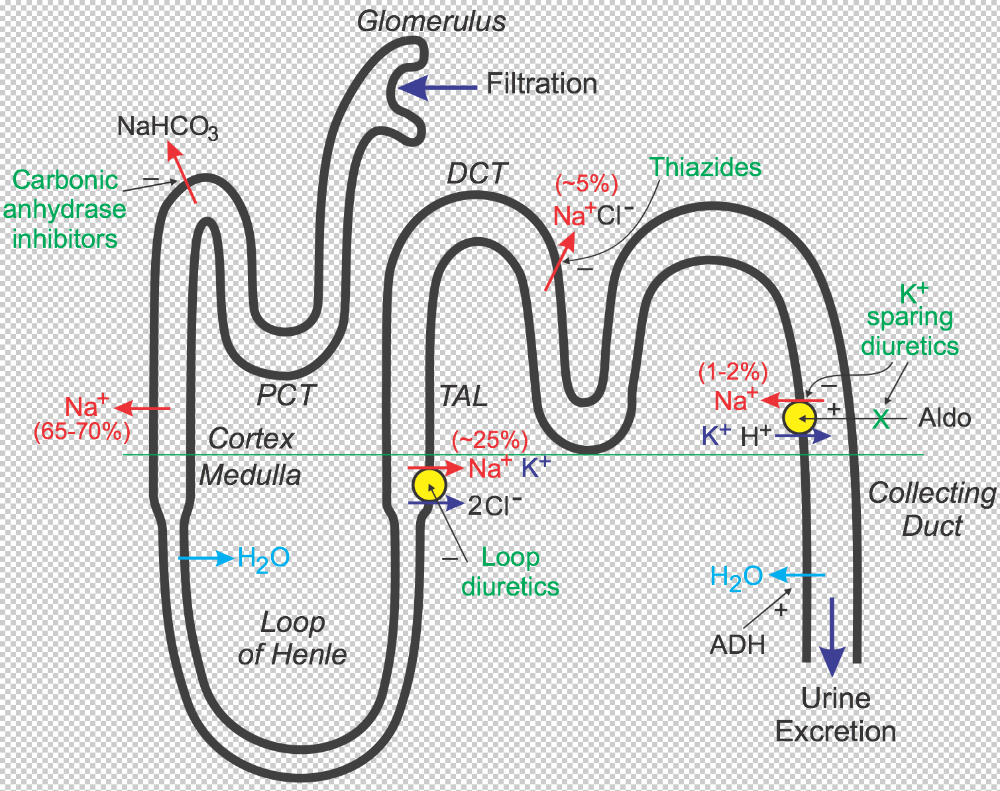 Glomerulus
Filtration
NaHCO₃
Carbonic
anhydrase
inhibitors
−
DCT
(~5%)
Na⁺Cl⁻
Thiazides
−
K⁺
sparing
diuretics
(1-2%)
Na⁺
−
+
X
Aldo
K⁺ H⁺
PCT
TAL
Na⁺
(65-70%)
Cortex
Medulla
(~25%)
Na⁺ K⁺
2Cl⁻
−
Loop
diuretics
Collecting
Duct
H₂O
H₂O
+
ADH
Loop
of Henle
Urine
Excretion